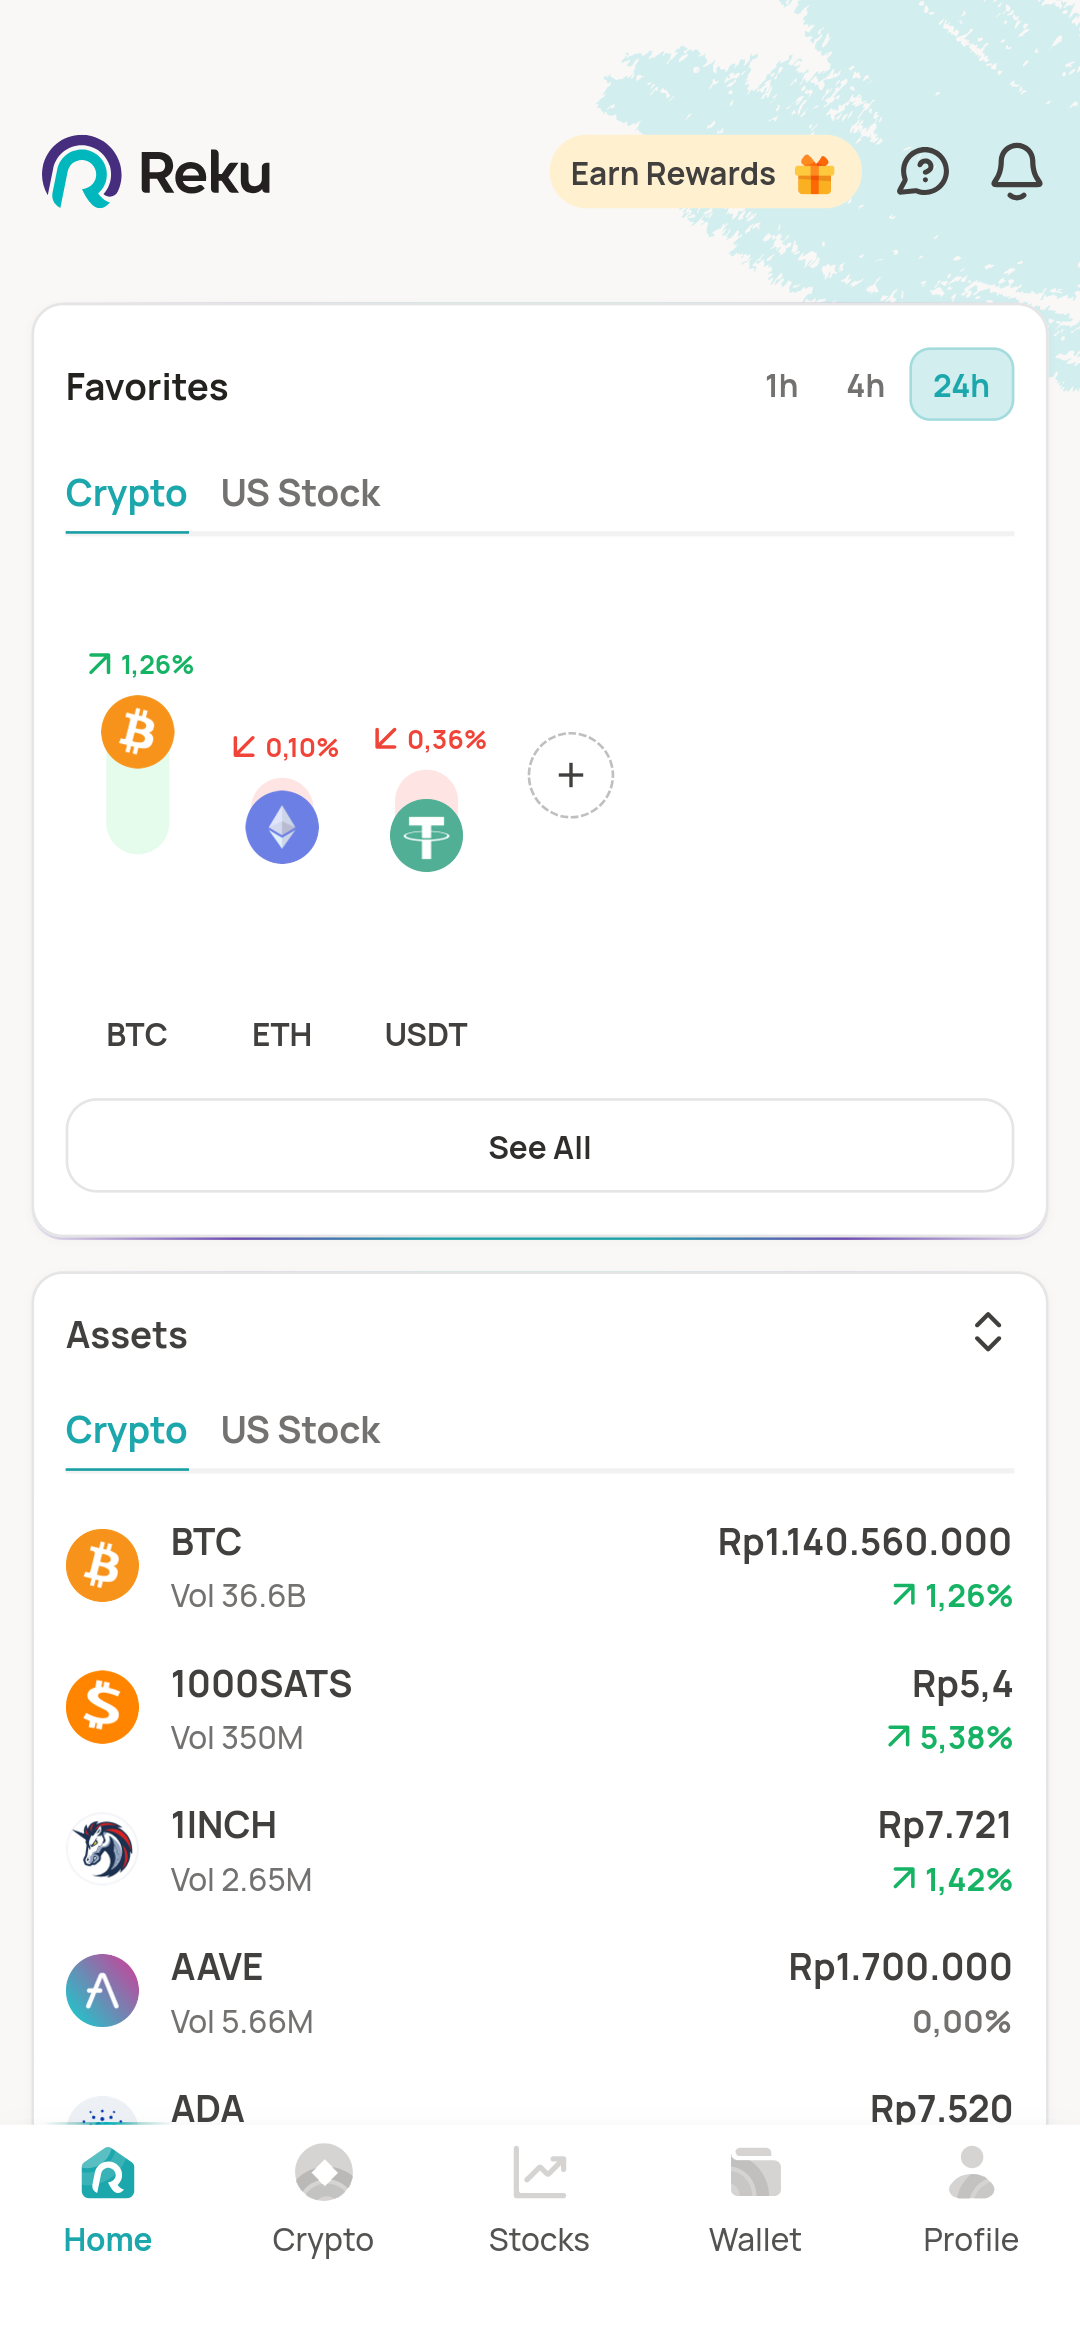 Reku
Earn Rewards
Favorites
1h 4h 24h
Crypto US Stock
1,26%
0,10%
0,36%
BTC ETH USDT
See All
Assets
Crypto US Stock
BTC Rp1.140.560.000
Vol 36.6B 1,26%
1000SATS Rp5,4
Vol 350M 5,38%
1INCH Rp7.721
Vol 2.65M 1,42%
AAVE Rp1.700.000
Vol 5.66M 0,00%
ADA Rp7.520
Home Crypto Stocks Wallet Profile